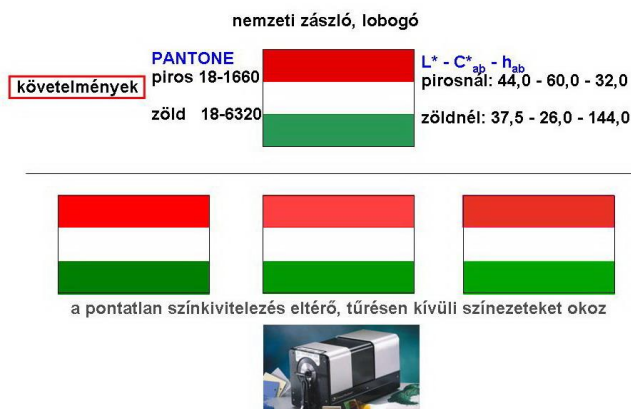 nemzeti zászló, lobogó
PANTONE
piros 18-1660
követelmények
zöld 18-6320
L* - C*ab - hab
pirosnál: 44,0 - 60,0 - 32,0
zöldnél: 37,5 - 26,0 - 144,0
a pontatlan színkivitelezés eltérő, tűrésen kívüli színezeteket okoz